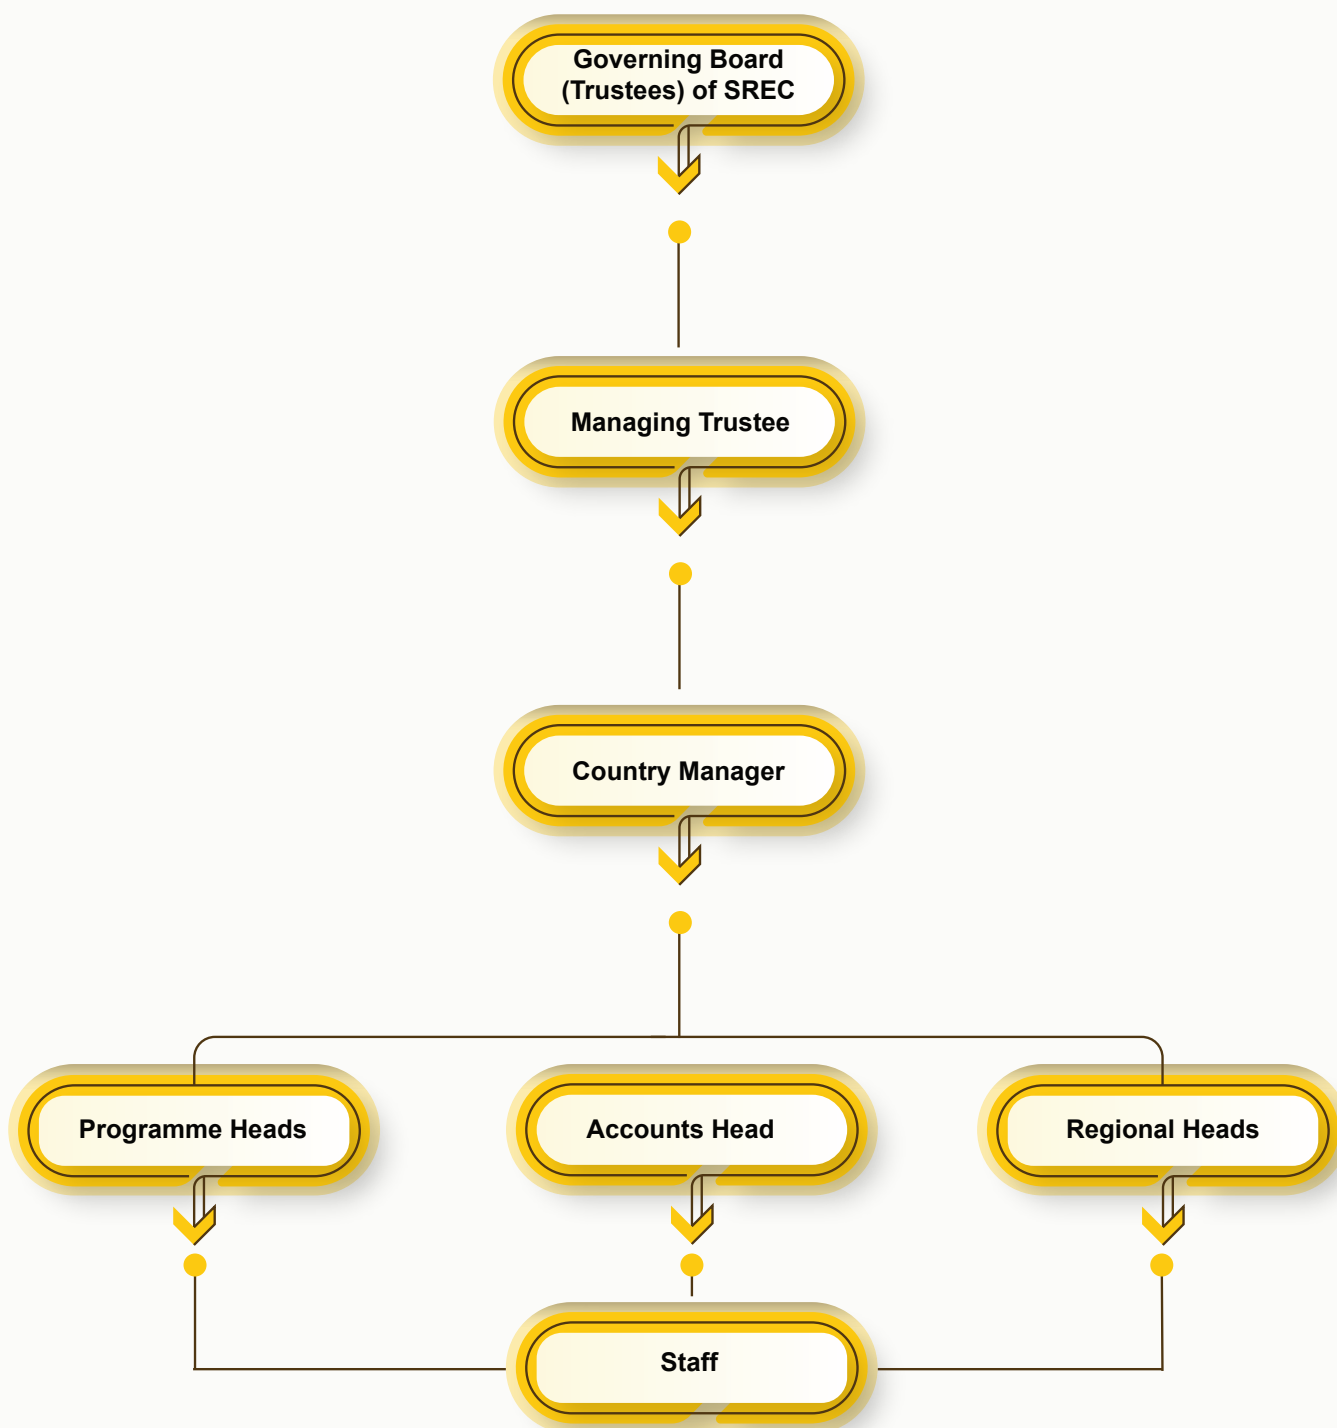 Governing Board
(Trustees) of SREC
Managing Trustee
Country Manager
Programme Heads
Accounts Head
Regional Heads
Staff